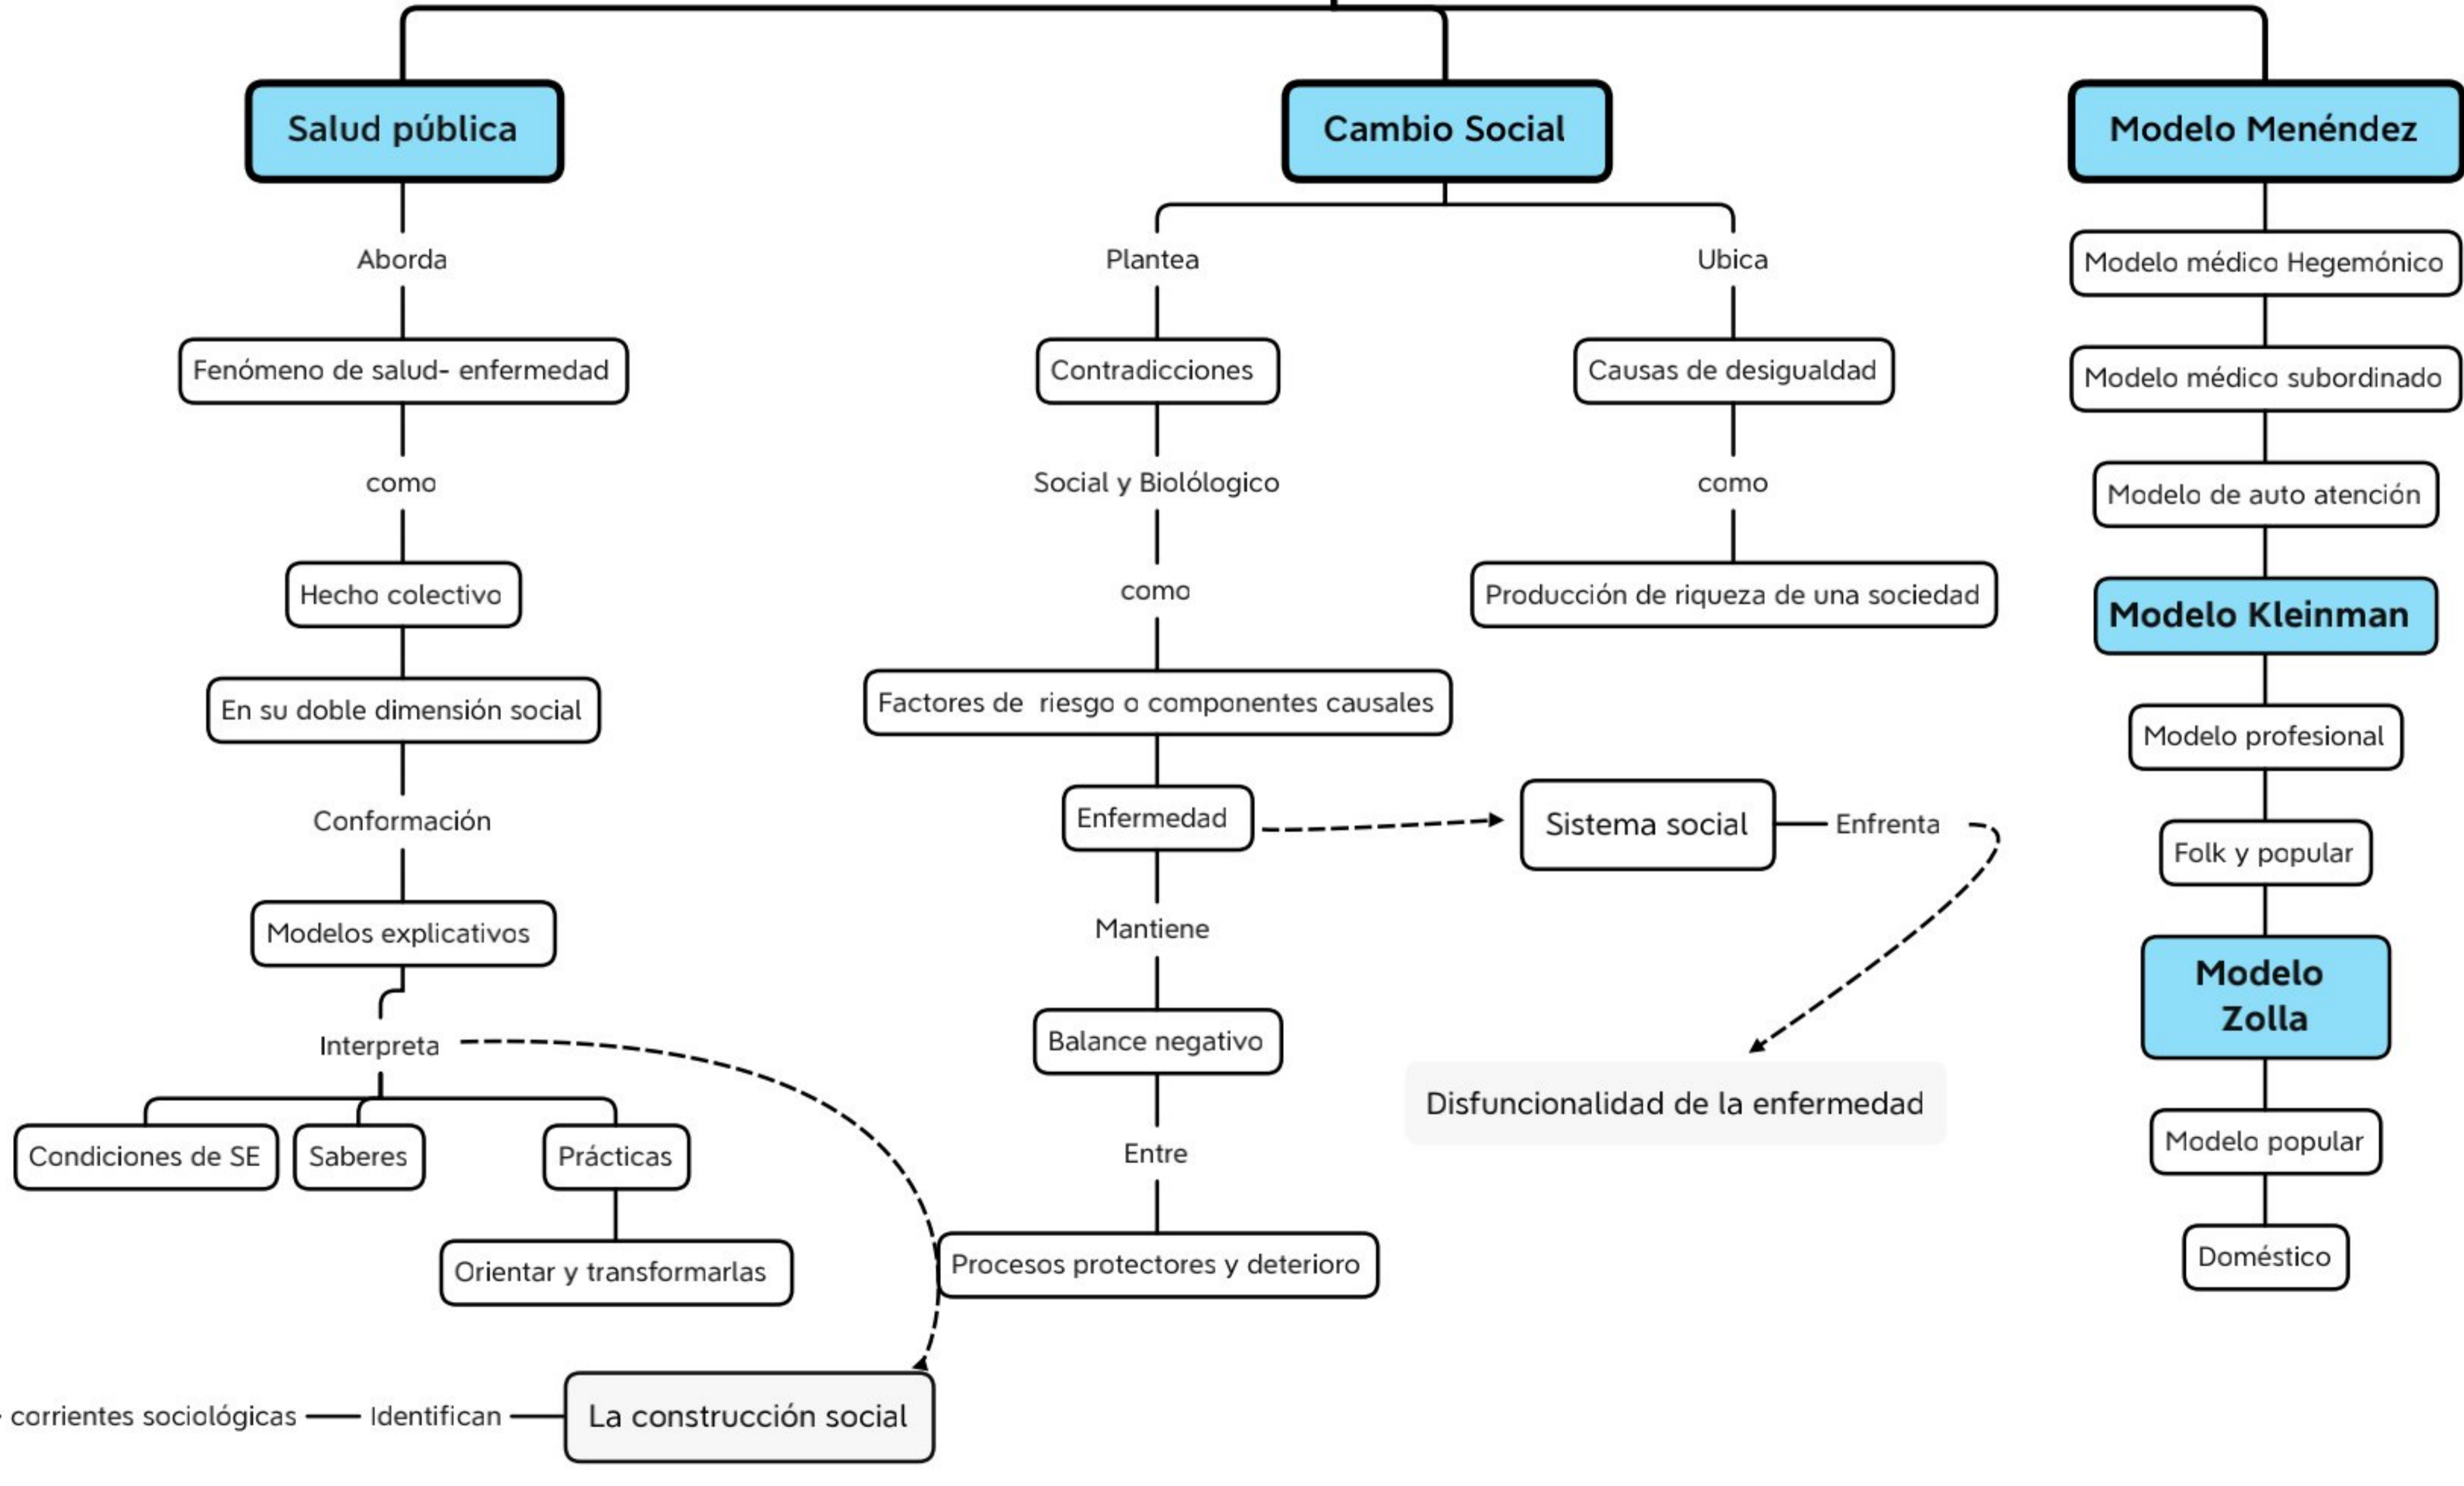 Salud pública
Aborda
Fenómeno de salud- enfermedad
como
Hecho colectivo
En su doble dimensión social
Conformación
Modelos explicativos
Interpreta
Condiciones de SE
Saberes
Prácticas
Orientar y transformarlas
La construcción social
Identifican
corrientes sociológicas
Cambio Social
Plantea
Contradicciones
Social y Biolólogico
como
Factores de riesgo o componentes causales
Enfermedad
Mantiene
Balance negativo
Entre
Procesos protectores y deterioro
Ubica
Causas de desigualdad
como
Producción de riqueza de una sociedad
Sistema social
Enfrenta
Disfuncionalidad de la enfermedad
Modelo Menéndez
Modelo médico Hegemónico
Modelo médico subordinado
Modelo de auto atención
Modelo Kleinman
Modelo profesional
Folk y popular
Modelo
Zolla
Modelo popular
Doméstico